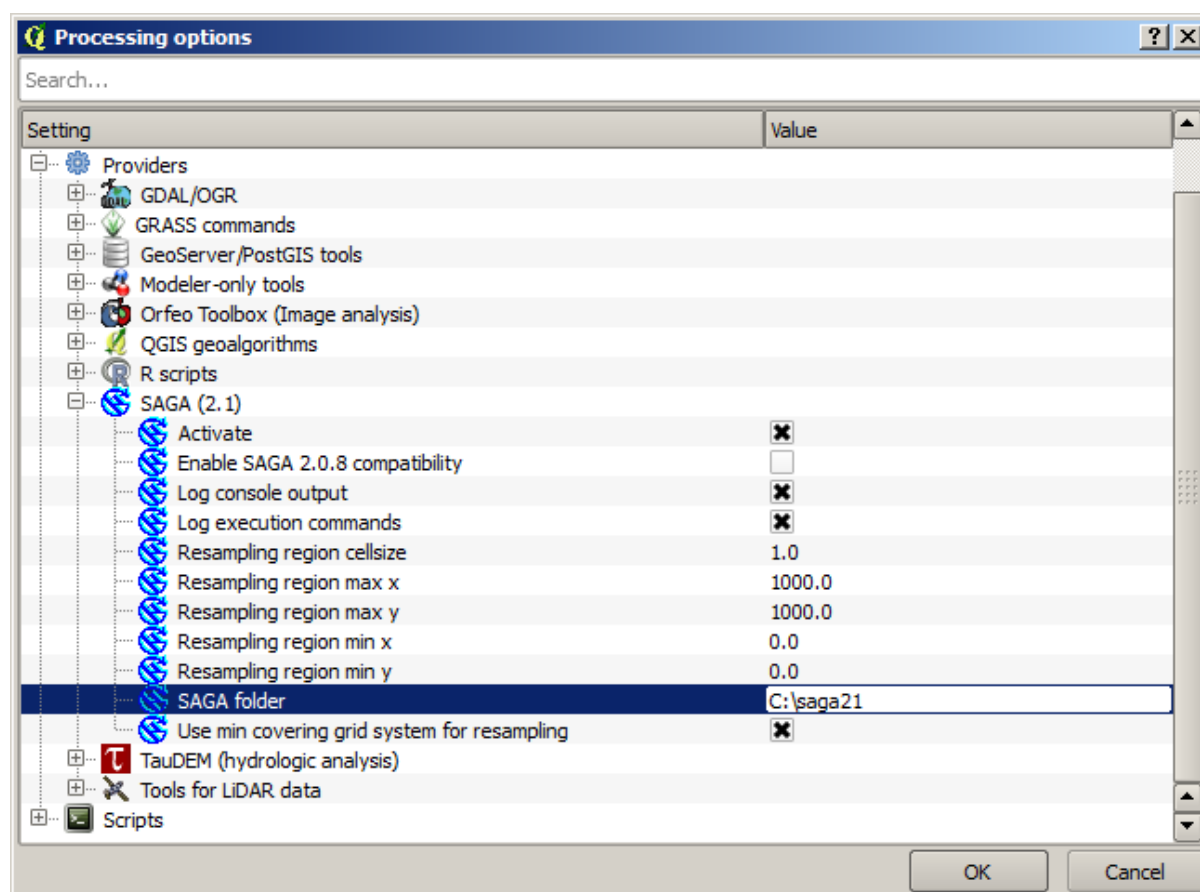 Processing options
Search...
Setting Value
Providers
GDAL/OGR
GRASS commands
GeoServer/PostGIS tools
Modeler-only tools
Orfeo Toolbox (Image analysis)
QGIS geoalgorithms
R scripts
SAGA (2.1)
Activate
Enable SAGA 2.0.8 compatibility
Log console output
Log execution commands
Resampling region cellsize 1.0
Resampling region max x 1000.0
Resampling region max y 1000.0
Resampling region min x 0.0
Resampling region min y 0.0
SAGA folder C:\saga21
Use min covering grid system for resampling
TauDEM (hydrologic analysis)
Tools for LiDAR data
Scripts
OK Cancel